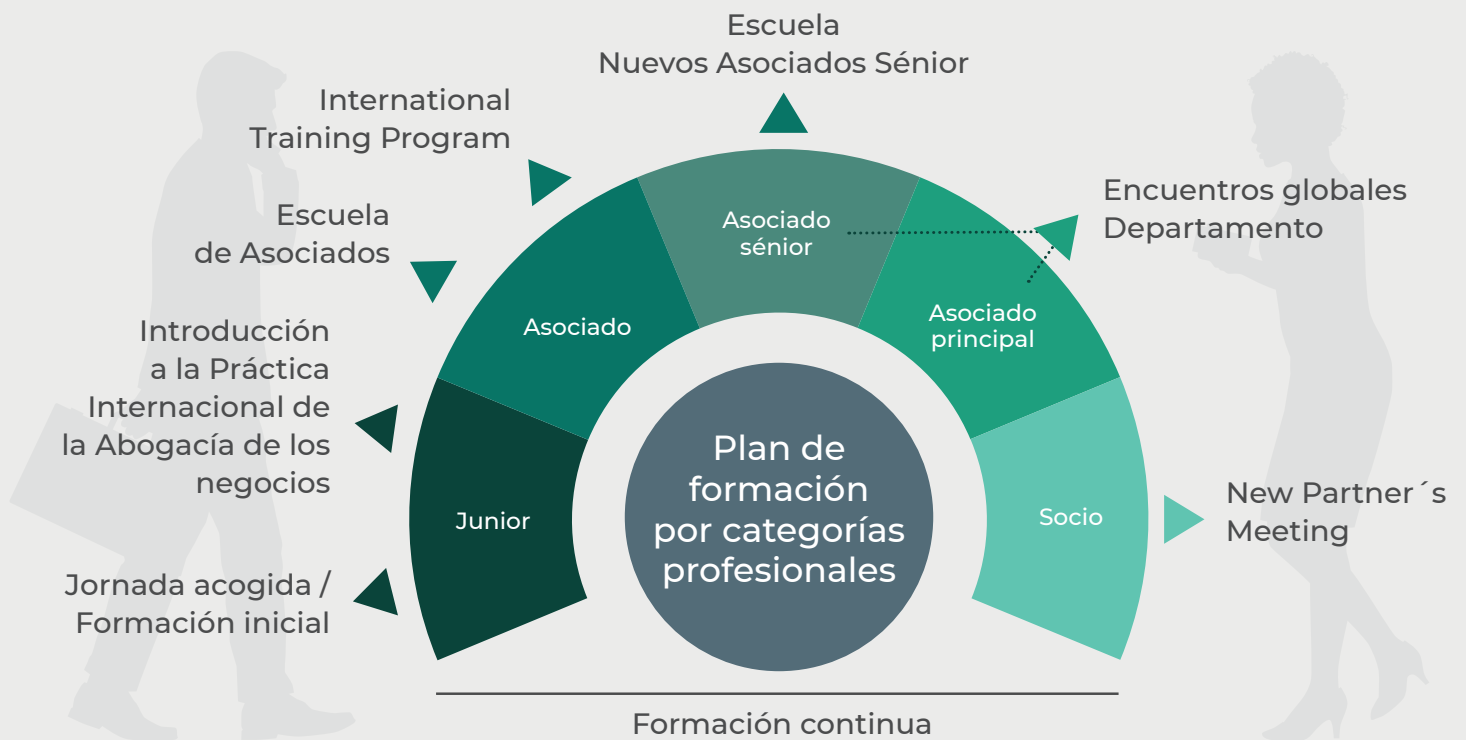 Escuela
Nuevos Asociados Sénior
International
Training Program
Escuela
de Asociados
Introducción
a la Práctica
Internacional de
la Abogacía de los
negocios
Jornada acogida /
Formación inicial
Encuentros globales
Departamento
New Partner´s
Meeting
Junior
Asociado
Asociado
sénior
Asociado
principal
Socio
Plan de
formación
por categorías
profesionales
Formación continua